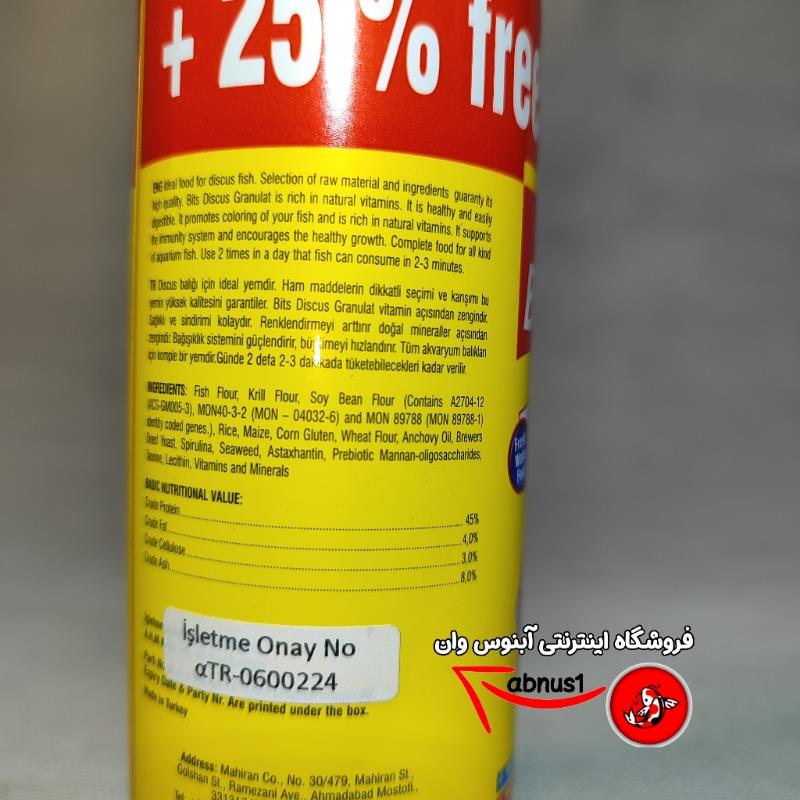 + 25 % free
ENG Ideal food for discus fish. Selection of raw material and ingredients guaranty its
high quality. Bits Discus Granulat is rich in natural vitamins. It is healthy and easily
digestible. It promotes coloring of your fish and is rich in natural vitamins. It supports
the immunity system and encourages the healthy growth. Complete food for all kind
of aquarium fish. Use 2 times in a day that fish can consume in 2-3 minutes.
TR Discus balığı için ideal yemdir. Ham maddelerin dikkatli seçimi ve karışımı bu
yemin yüksek kalitesini garantiler. Bits Discus Granulat vitamin açısından zengindir.
Sağlıklı ve sindirimi kolaydır. Renklendirmeyi arttırır doğal mineraller açısından
zengindir. Bağışıklık sistemini güçlendirir, büyümeyi hızlandırır. Tüm akvaryum balıkları
için komple bir yemdir.Günde 2 defa 2-3 dakikada tüketebilecekleri kadar verilir.
INGREDIENTS: Fish Flour, Krill Flour, Soy Bean Flour (Contains A2704-12
(ACS-GM005-3), MON40-3-2 (MON – 04032-6) and MON 89788 (MON 89788-1)
identity coded genes.), Rice, Maize, Corn Gluten, Wheat Flour, Anchovy Oil, Brewers
Dried Yeast, Spirulina, Seaweed, Astaxanthin, Prebiotic Mannan-oligosaccharides,
Taurine, Lecithin, Vitamins and Minerals
BASIC NUTRITIONAL VALUE:
Crude Protein 45%
Crude Fat 4,0%
Crude Cellulose 3,0%
Crude Ash 8,0%
İşletme Onay No
αTR-0600224
Expiry Date & Party Nr. Are printed under the box.
Made in Turkey
Address: Mahiran Co., No. 30/479, Mahiran St.,
Golshan St., Ramezani Ave., Ahmadabad Mostofi.,
فروشگاه اینترنتی آبنوس وان
abnus1